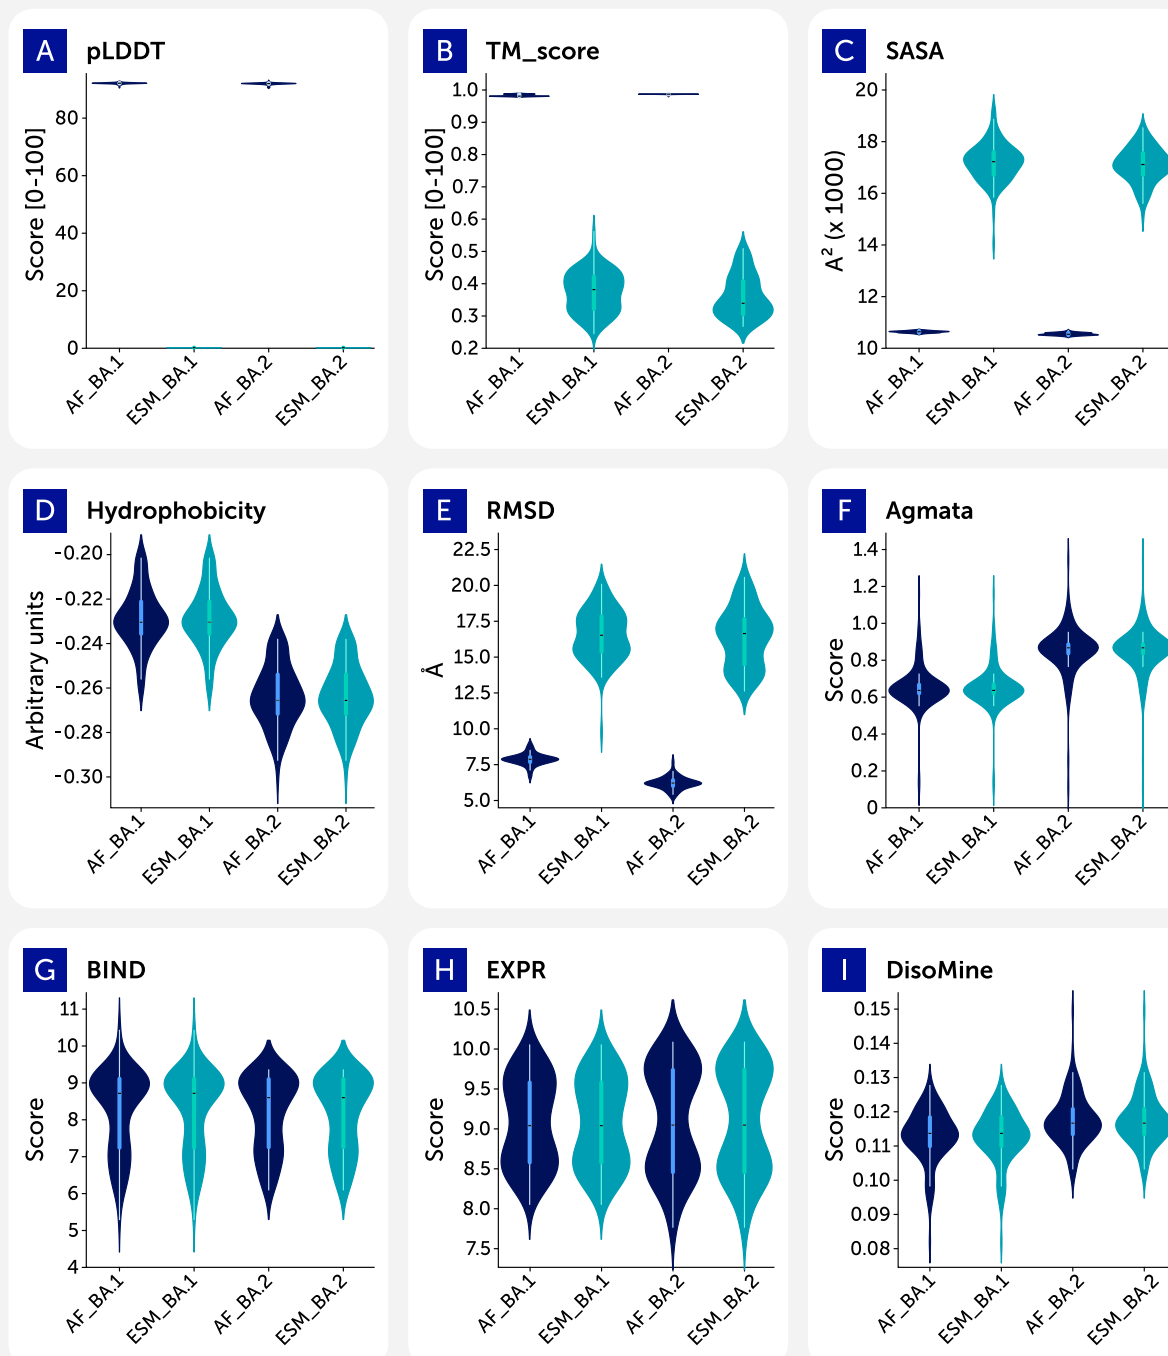 A pLDDT
Score [0-100]
80
60
40
20
0
AF_BA.1
ESM_BA.1
AF_BA.2
ESM_BA.2
B TM_score
Score [0-100]
1.0
0.9
0.8
0.7
0.6
0.5
0.4
0.3
0.2
AF_BA.1
ESM_BA.1
AF_BA.2
ESM_BA.2
C SASA
A² (x 1000)
20
18
16
14
12
10
AF_BA.1
ESM_BA.1
AF_BA.2
ESM_BA.2
D Hydrophobicity
Arbitrary units
-0.20
-0.22
-0.24
-0.26
-0.28
-0.30
AF_BA.1
ESM_BA.1
AF_BA.2
ESM_BA.2
E RMSD
Å
22.5
20.0
17.5
15.0
12.5
10.0
7.5
5.0
AF_BA.1
ESM_BA.1
AF_BA.2
ESM_BA.2
F Agmata
Score
1.4
1.2
1.0
0.8
0.6
0.4
0.2
0
AF_BA.1
ESM_BA.1
AF_BA.2
ESM_BA.2
G BIND
Score
11
10
9
8
7
6
5
4
AF_BA.1
ESM_BA.1
AF_BA.2
ESM_BA.2
H EXPR
Score
10.5
10.0
9.5
9.0
8.5
8.0
7.5
AF_BA.1
ESM_BA.1
AF_BA.2
ESM_BA.2
I DisoMine
Score
0.15
0.14
0.13
0.12
0.11
0.10
0.09
0.08
AF_BA.1
ESM_BA.1
AF_BA.2
ESM_BA.2